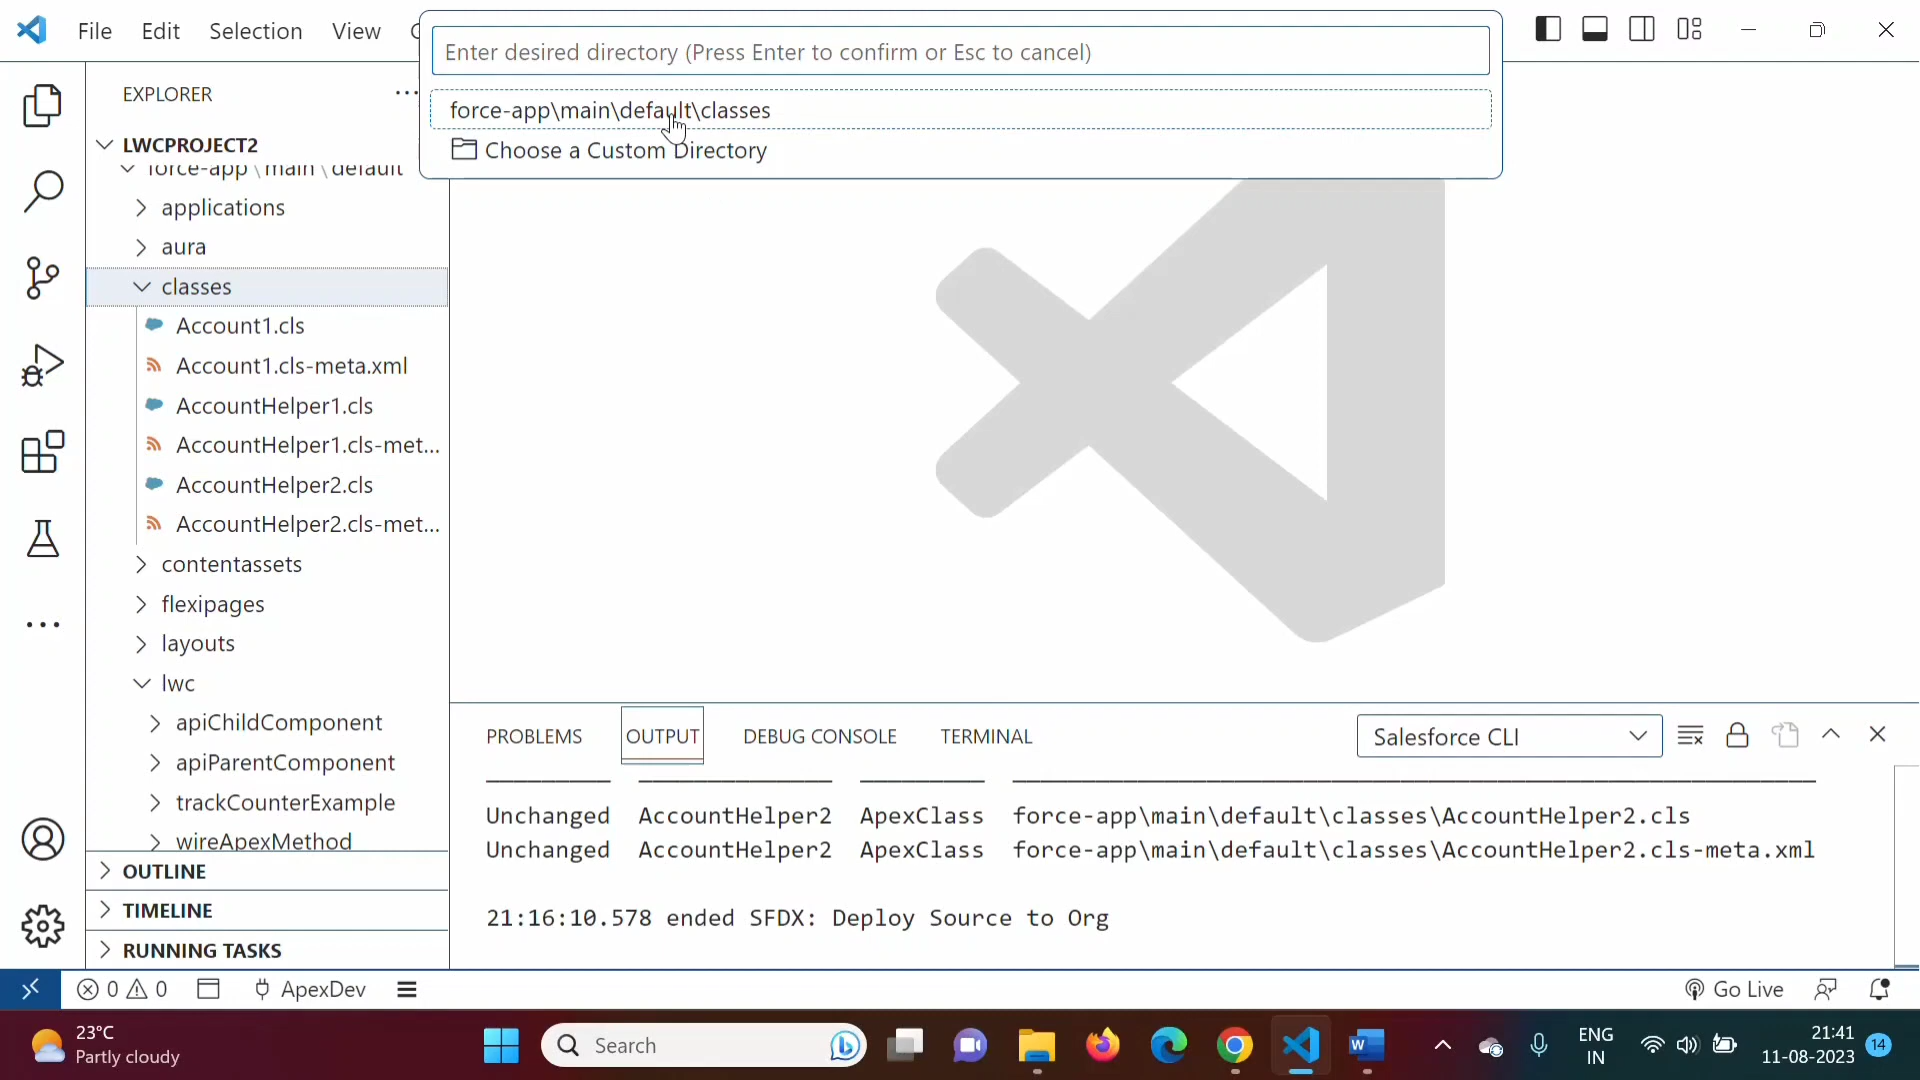 File Edit Selection View
Enter desired directory (Press Enter to confirm or Esc to cancel)
force-app\main\default\classes
Choose a Custom Directory
EXPLORER
LWCPROJECT2
force-app \ main \ default
applications
aura
classes
Account1.cls
Account1.cls-meta.xml
AccountHelper1.cls
AccountHelper1.cls-met...
AccountHelper2.cls
AccountHelper2.cls-met...
contentassets
flexipages
layouts
lwc
apiChildComponent
apiParentComponent
trackCounterExample
wireApexMethod
OUTLINE
TIMELINE
RUNNING TASKS
PROBLEMS OUTPUT DEBUG CONSOLE TERMINAL Salesforce CLI
Unchanged AccountHelper2 ApexClass force-app\main\default\classes\AccountHelper2.cls
Unchanged AccountHelper2 ApexClass force-app\main\default\classes\AccountHelper2.cls-meta.xml
21:16:10.578 ended SFDX: Deploy Source to Org
0 0 ApexDev Go Live
23°C
Partly cloudy
Search
ENG
IN
21:41
11-08-2023
14